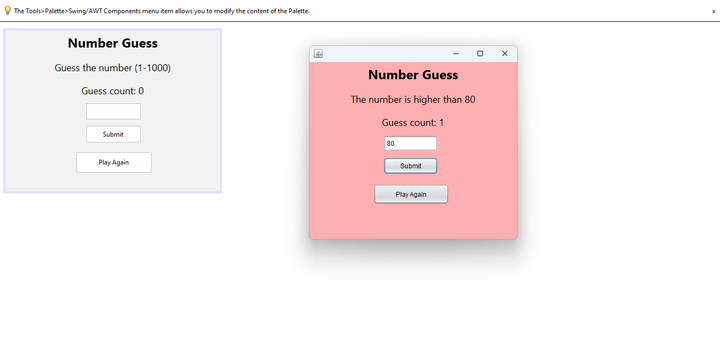 The Tools>Palette>Swing/AWT Components menu item allows you to modify the content of the Palette.
x
Number Guess
Guess the number (1-1000)
Guess count: 0
Submit
Play Again
Number Guess
The number is higher than 80
Guess count: 1
80
Submit
Play Again